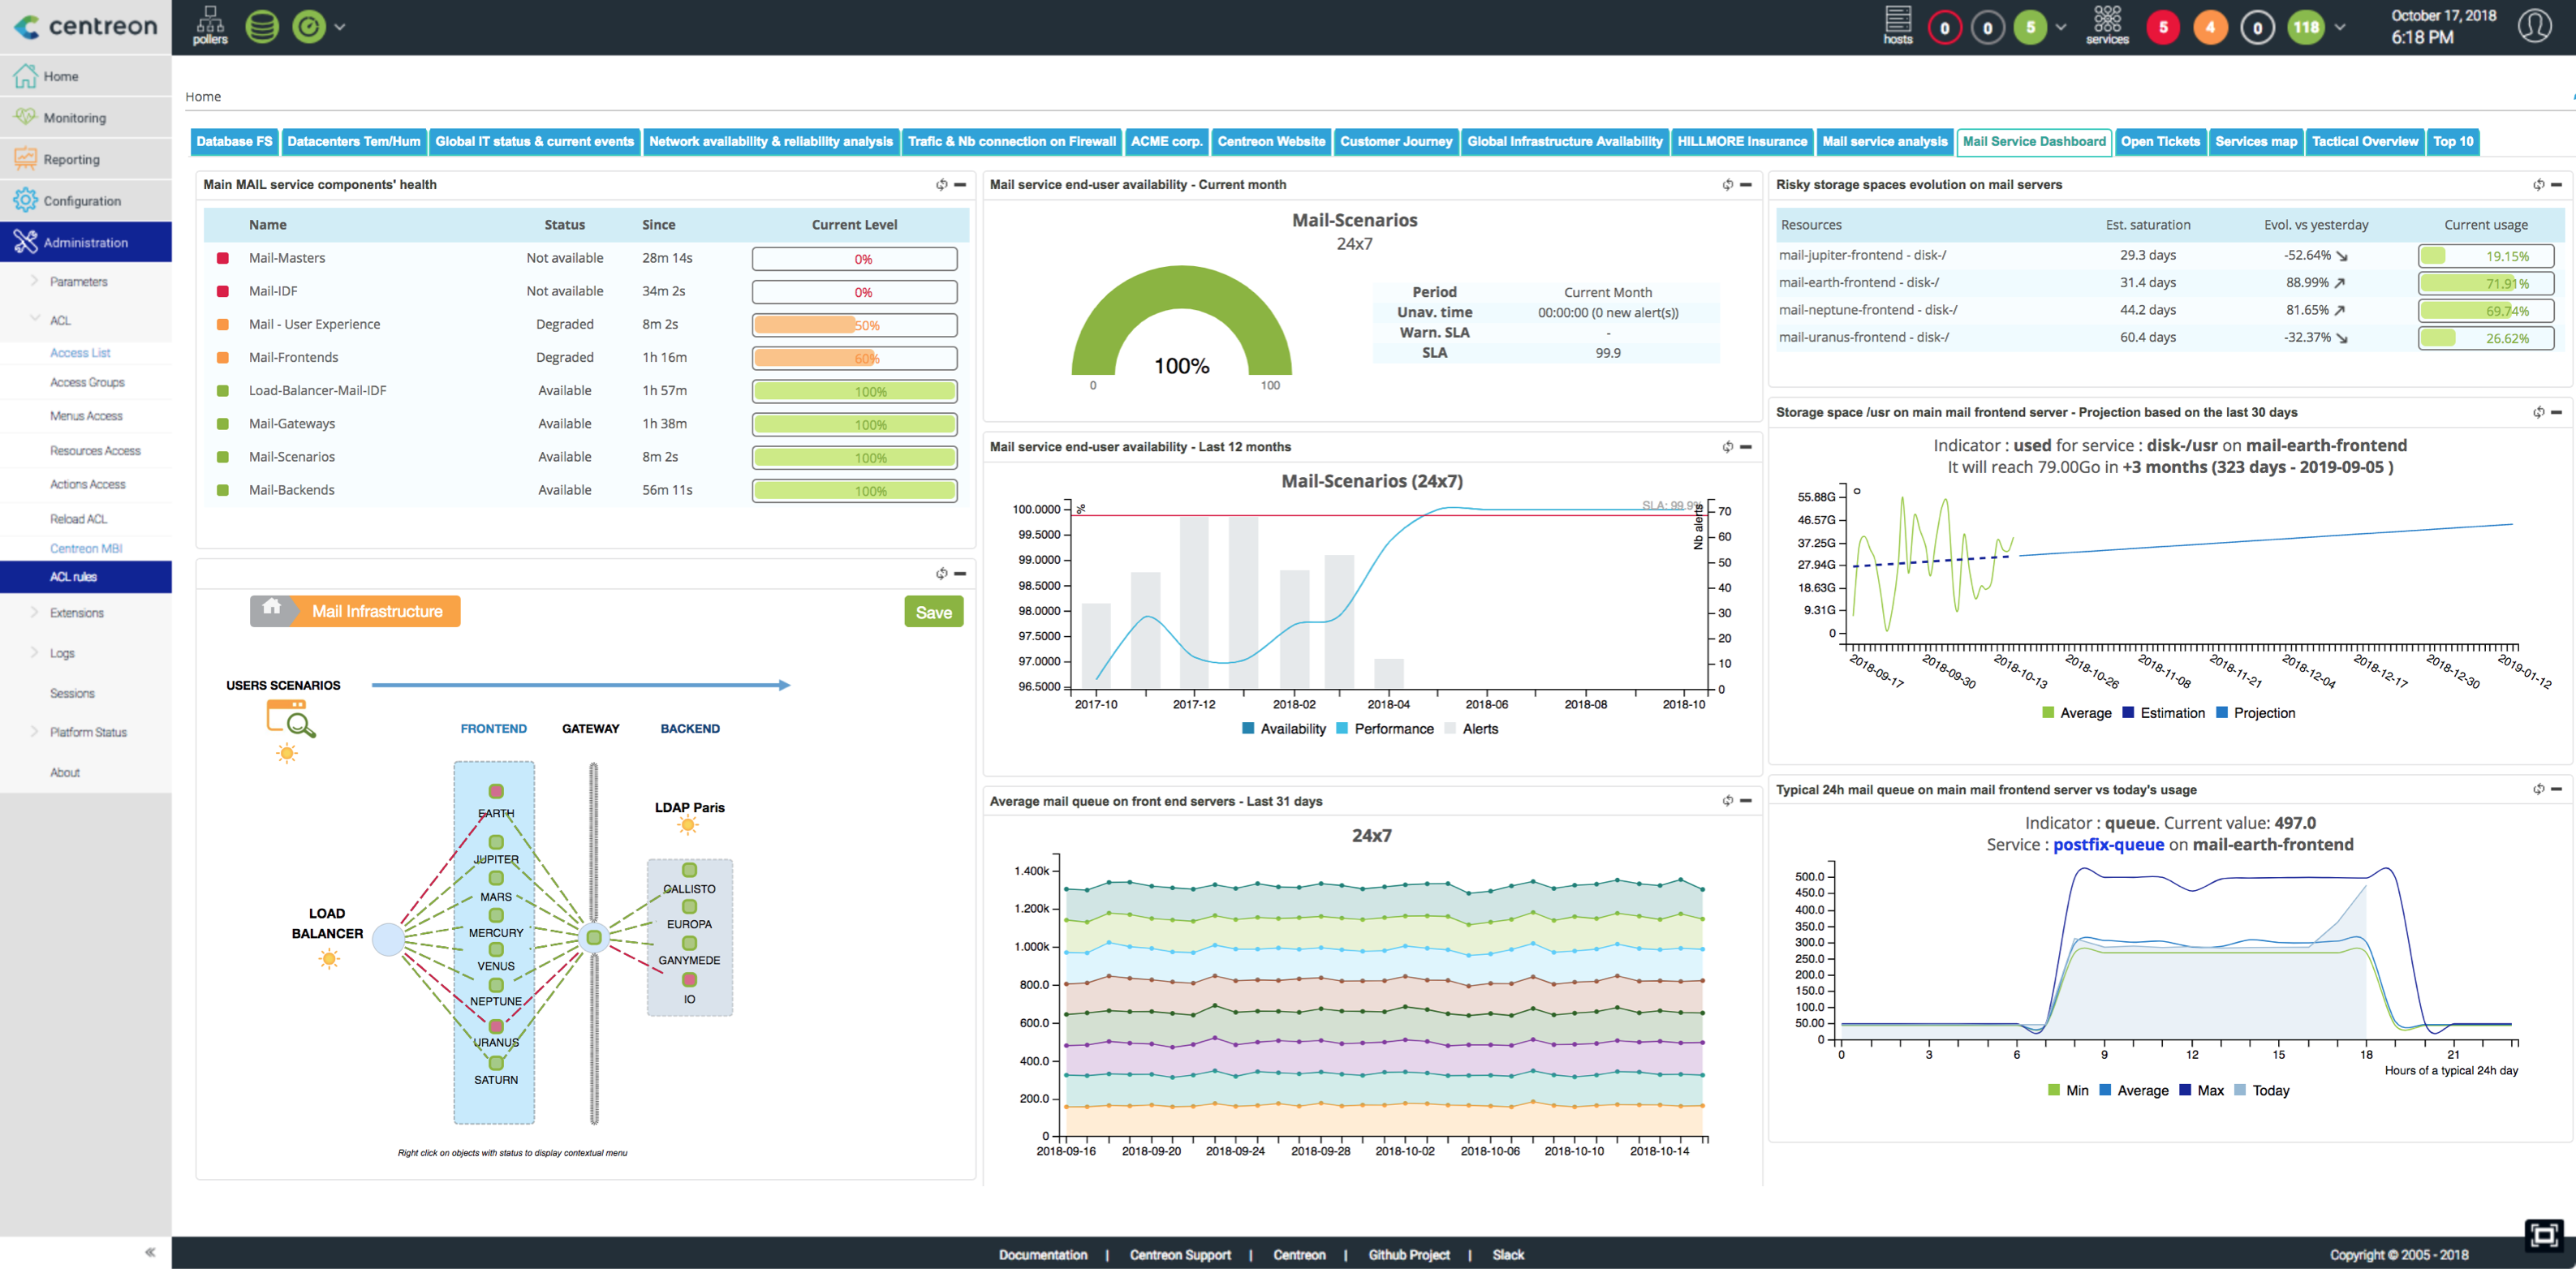 centreon
pollers
hosts
0
0
5
services
5
4
0
118
October 17, 2018
6:18 PM
Home
Monitoring
Reporting
Configuration
Administration
Parameters
ACL
Access List
Access Groups
Menus Access
Resources Access
Actions Access
Reload ACL
Centreon MBI
ACL rules
Extensions
Logs
Sessions
Platform Status
About
Home
Database FS
Datacenters Tem/Hum
Global IT status & current events
Network availability & reliability analysis
Trafic & Nb connection on Firewall
ACME corp.
Centreon Website
Customer Journey
Global Infrastructure Availability
HILLMORE Insurance
Mail service analysis
Mail Service Dashboard
Open Tickets
Services map
Tactical Overview
Top 10
Main MAIL service components' health
Name Status Since Current Level
Mail-Masters Not available 28m 14s 0%
Mail-IDF Not available 34m 2s 0%
Mail - User Experience Degraded 8m 2s 50%
Mail-Frontends Degraded 1h 16m 60%
Load-Balancer-Mail-IDF Available 1h 57m 100%
Mail-Gateways Available 1h 38m 100%
Mail-Scenarios Available 8m 2s 100%
Mail-Backends Available 56m 11s 100%
Mail Infrastructure
Save
USERS SCENARIOS
FRONTEND GATEWAY BACKEND
EARTH
JUPITER
MARS
MERCURY
VENUS
NEPTUNE
URANUS
SATURN
LOAD
BALANCER
LDAP Paris
CALLISTO
EUROPA
GANYMEDE
IO
Right click on objects with status to display contextual menu
Mail service end-user availability - Current month
Mail-Scenarios
24x7
100%
0
100
Period Current Month
Unav. time 00:00:00 (0 new alert(s))
Warn. SLA -
SLA 99.9
Mail service end-user availability - Last 12 months
Mail-Scenarios (24x7)
%
SLA: 99.9%
Nb alerts
100.0000
99.5000
99.0000
98.5000
98.0000
97.5000
97.0000
96.5000
70
60
50
40
30
20
10
0
2017-10 2017-12 2018-02 2018-04 2018-06 2018-08 2018-10
Availability Performance Alerts
Average mail queue on front end servers - Last 31 days
24x7
1.400k
1.200k
1.000k
800.0
600.0
400.0
200.0
0
2018-09-16 2018-09-20 2018-09-24 2018-09-28 2018-10-02 2018-10-06 2018-10-10 2018-10-14
Risky storage spaces evolution on mail servers
Resources Est. saturation Evol. vs yesterday Current usage
mail-jupiter-frontend - disk-/ 29.3 days -52.64% 19.15%
mail-earth-frontend - disk-/ 31.4 days 88.99% 71.91%
mail-neptune-frontend - disk-/ 44.2 days 81.65% 69.74%
mail-uranus-frontend - disk-/ 60.4 days -32.37% 26.62%
Storage space /usr on main mail frontend server - Projection based on the last 30 days
Indicator : used for service : disk-/usr on mail-earth-frontend
It will reach 79.00Go in +3 months (323 days - 2019-09-05 )
o
55.88G
46.57G
37.25G
27.94G
18.63G
9.31G
0
2018-09-17 2018-09-30 2018-10-13 2018-10-26 2018-11-08 2018-11-21 2018-12-04 2018-12-17 2018-12-30 2019-01-12
Average Estimation Projection
Typical 24h mail queue on main mail frontend server vs today's usage
Indicator : queue. Current value: 497.0
Service : postfix-queue on mail-earth-frontend
500.0
450.0
400.0
350.0
300.0
250.0
200.0
150.0
100.0
50.00
0
0 3 6 9 12 15 18 21
Hours of a typical 24h day
Min Average Max Today
Documentation | Centreon Support | Centreon | Github Project | Slack
Copyright © 2005 - 2018